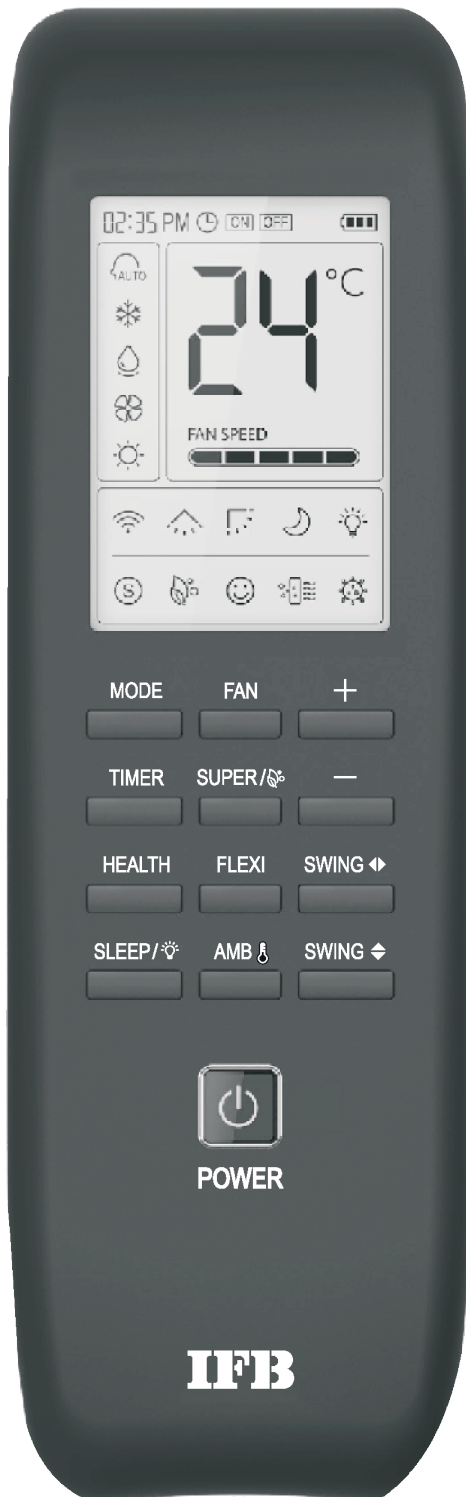 02:35 PM ON OFF
AUTO
24°C
FAN SPEED
S
MODE FAN +
TIMER SUPER/ −
HEALTH FLEXI SWING
SLEEP/ AMB SWING
POWER
IFB